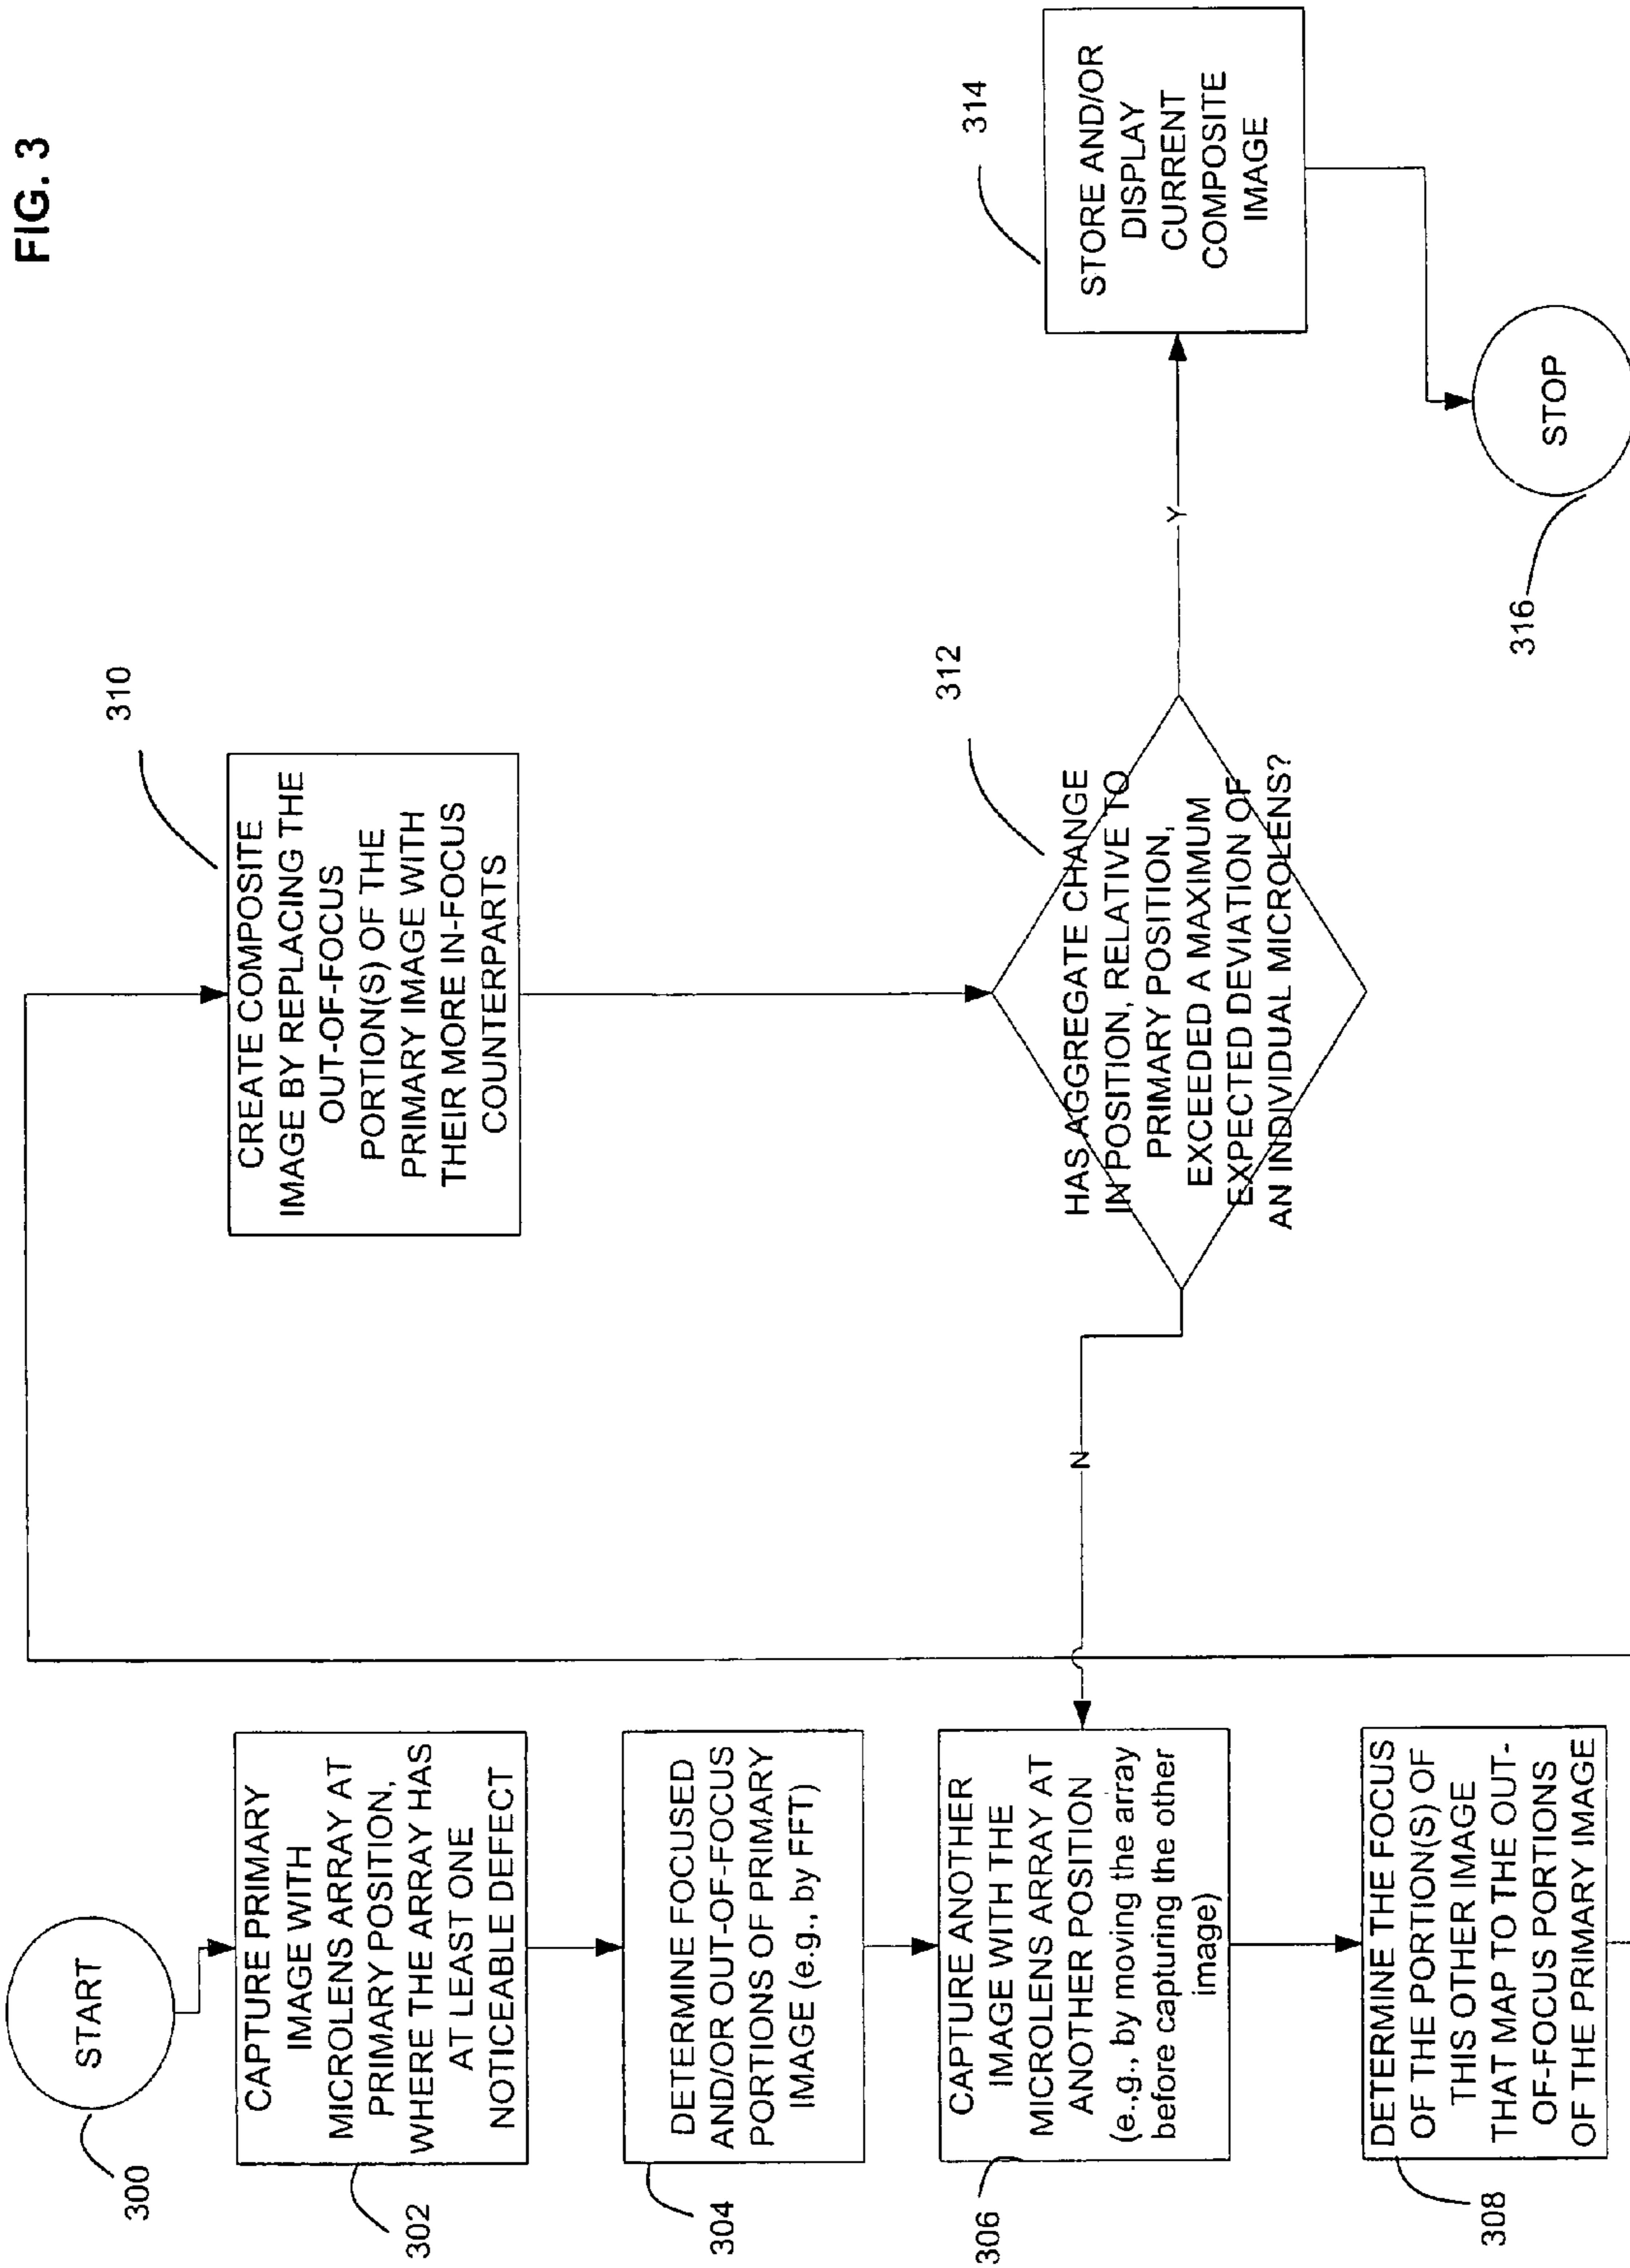 FIG. 3
START
300
CAPTURE PRIMARY
IMAGE WITH
MICROLENS ARRAY AT
PRIMARY POSITION,
WHERE THE ARRAY HAS
AT LEAST ONE
NOTICEABLE DEFECT
302
DETERMINE FOCUSED
AND/OR OUT-OF-FOCUS
PORTIONS OF PRIMARY
IMAGE (e.g., by FFT)
304
CAPTURE ANOTHER
IMAGE WITH THE
MICROLENS ARRAY AT
ANOTHER POSITION
(e.,g., by moving the array
before capturing the other
image)
306
DETERMINE THE FOCUS
OF THE PORTION(S) OF
THIS OTHER IMAGE
THAT MAP TO THE OUT-
OF-FOCUS PORTIONS
OF THE PRIMARY IMAGE
308
310
CREATE COMPOSITE
IMAGE BY REPLACING THE
OUT-OF-FOCUS
PORTION(S) OF THE
PRIMARY IMAGE WITH
THEIR MORE IN-FOCUS
COUNTERPARTS
312
HAS AGGREGATE CHANGE
IN POSITION, RELATIVE TO
PRIMARY POSITION,
EXCEEDED A MAXIMUM
EXPECTED DEVIATION OF
AN INDIVIDUAL MICROLENS?
N
Y
314
STORE AND/OR
DISPLAY
CURRENT
COMPOSITE
IMAGE
STOP
316